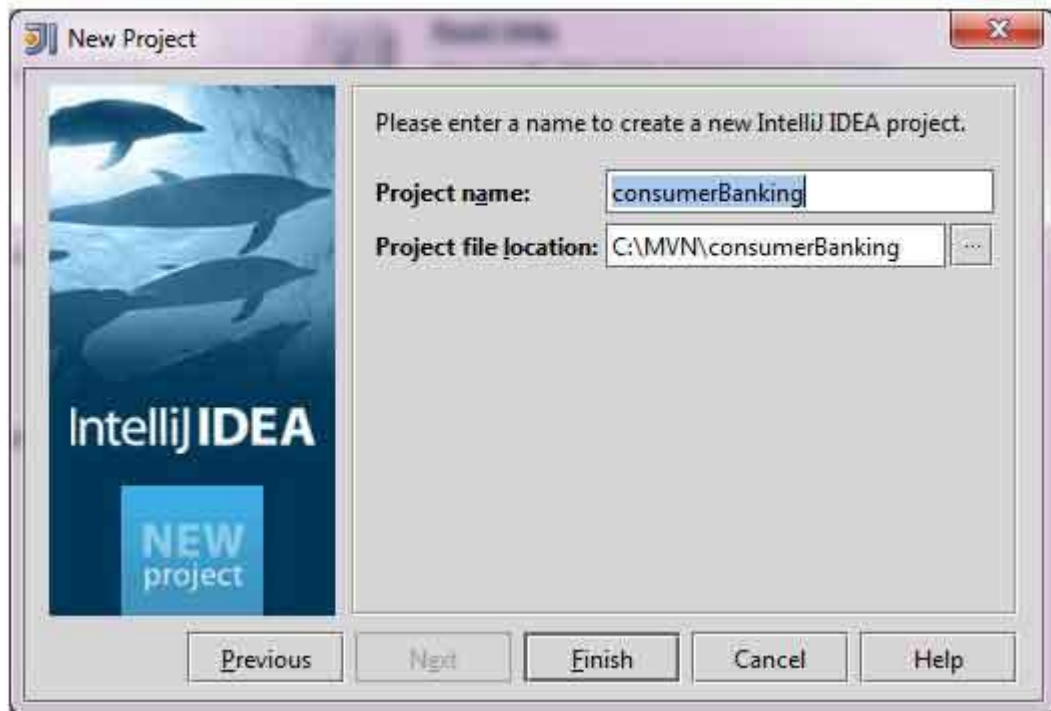 New Project
Please enter a name to create a new IntelliJ IDEA project.
Project name: consumerBanking
Project file location: C:\MVN\consumerBanking ...
IntelliJ IDEA
NEW
project
Previous Next Finish Cancel Help